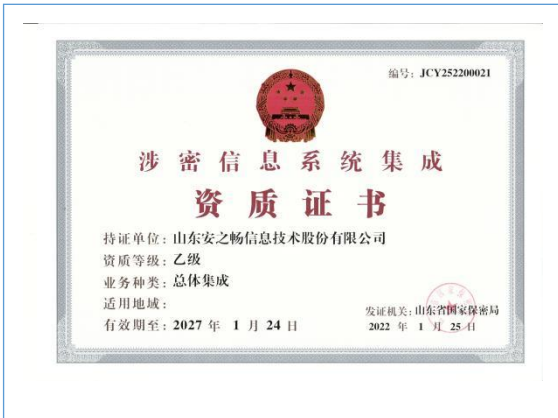 编号：JCY252200021
涉密信息系统集成
资质证书
持证单位：山东安之畅信息技术股份有限公司
资质等级：乙级
业务种类：总体集成
适用地域：
有效期至：2027 年 1 月 24 日
发证机关：山东省国家保密局
2022 年 1 月 25 日